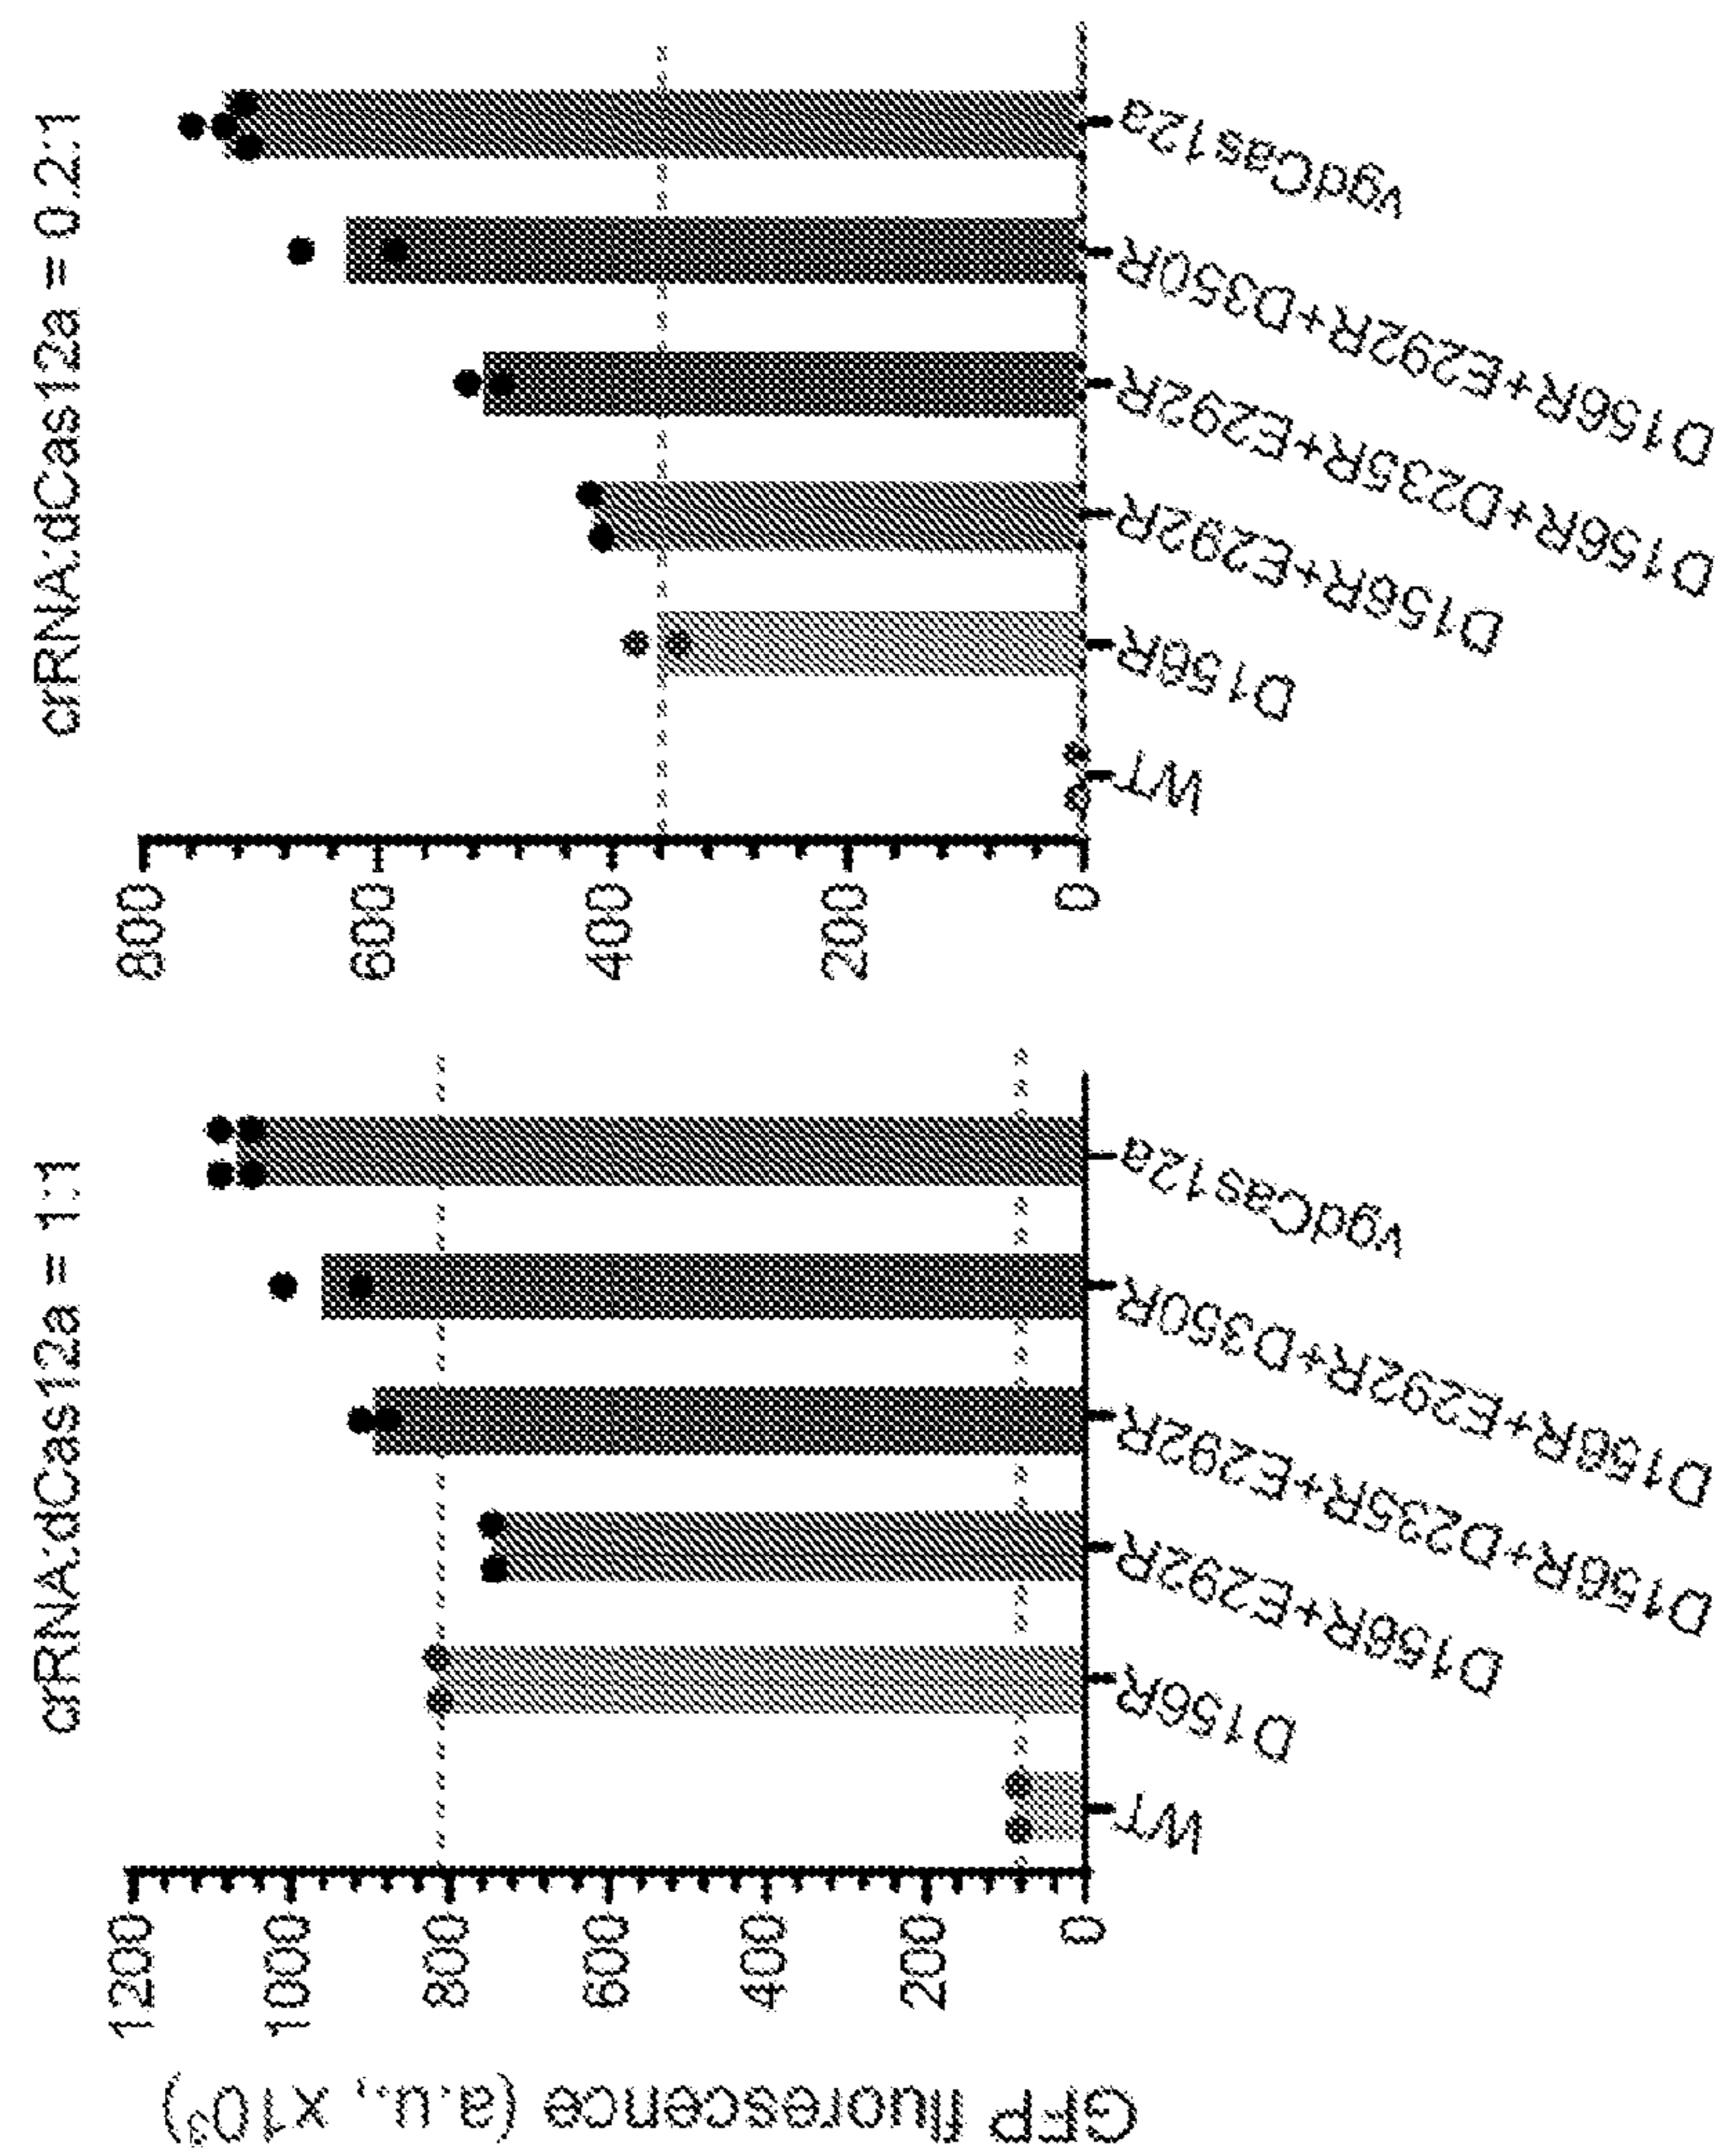 GFP fluorescence (a.u., x10³)
crRNA:dCas12a = 1:1
1200
1000
800
600
400
200
0
WT
D156R
D156R+E292R
D156R+D235R+E292R
D156R+E292R+D350R
vgdCas12a
crRNA:dCas12a = 0.2:1
800
600
400
200
0
WT
D156R
D156R+E292R
D156R+D235R+E292R
D156R+E292R+D350R
vgdCas12a